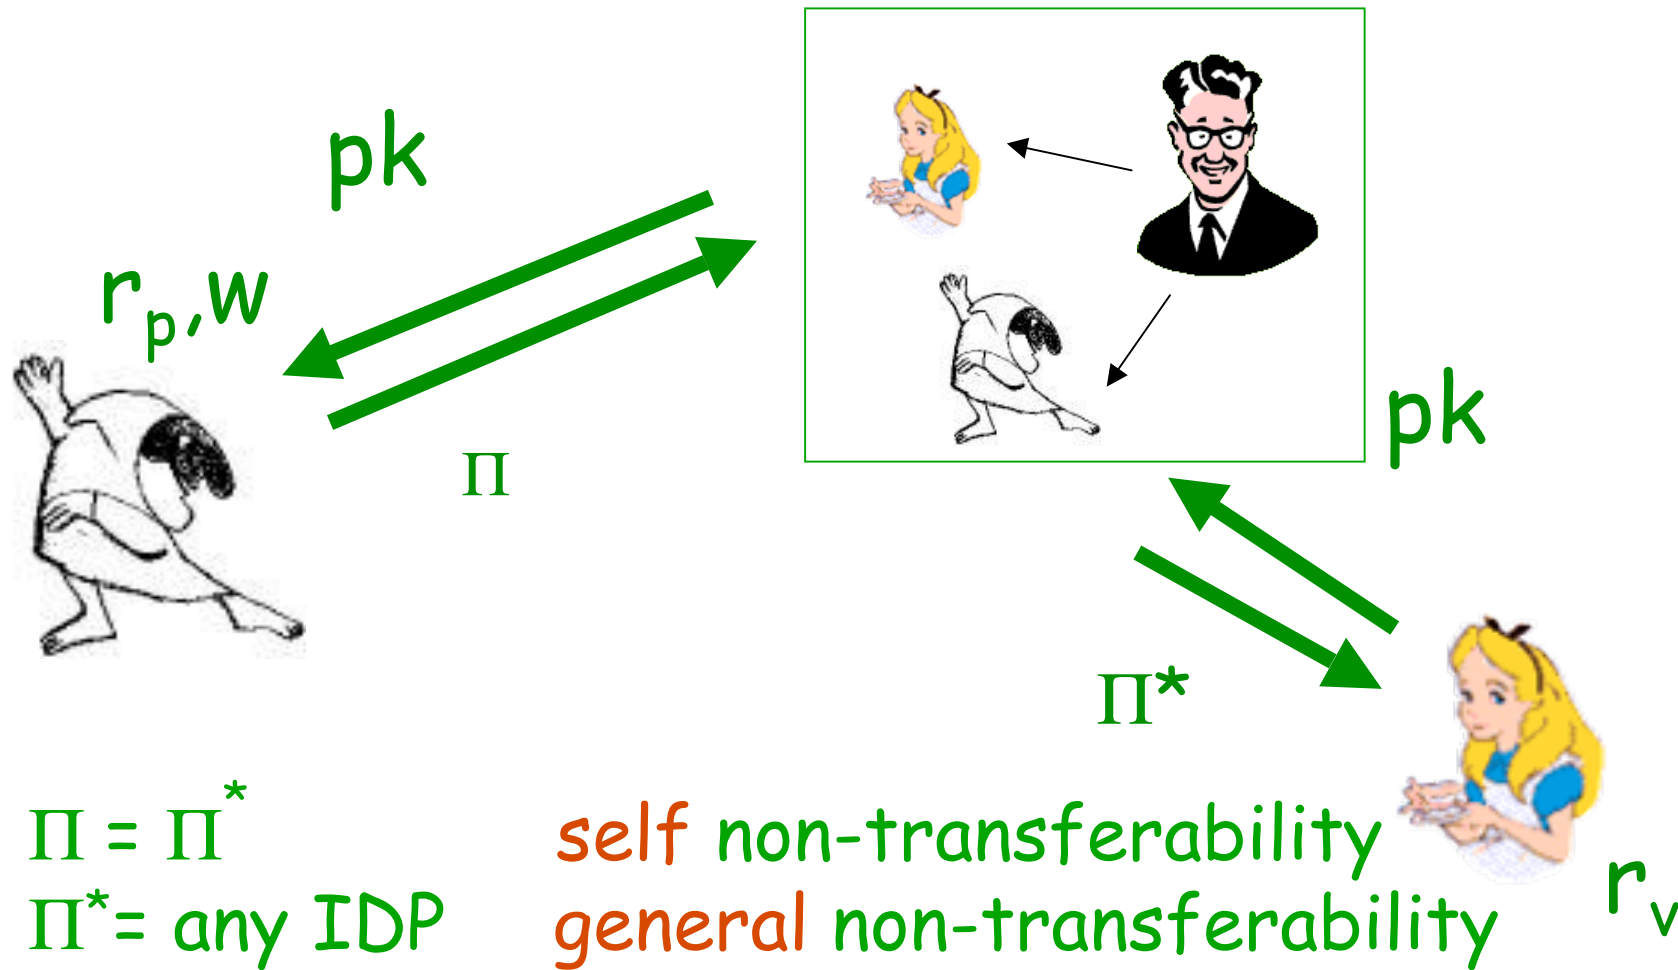 pk
r_p,w
Π
pk
Π*
Π = Π* self non-transferability
Π*= any IDP general non-transferability
r_v